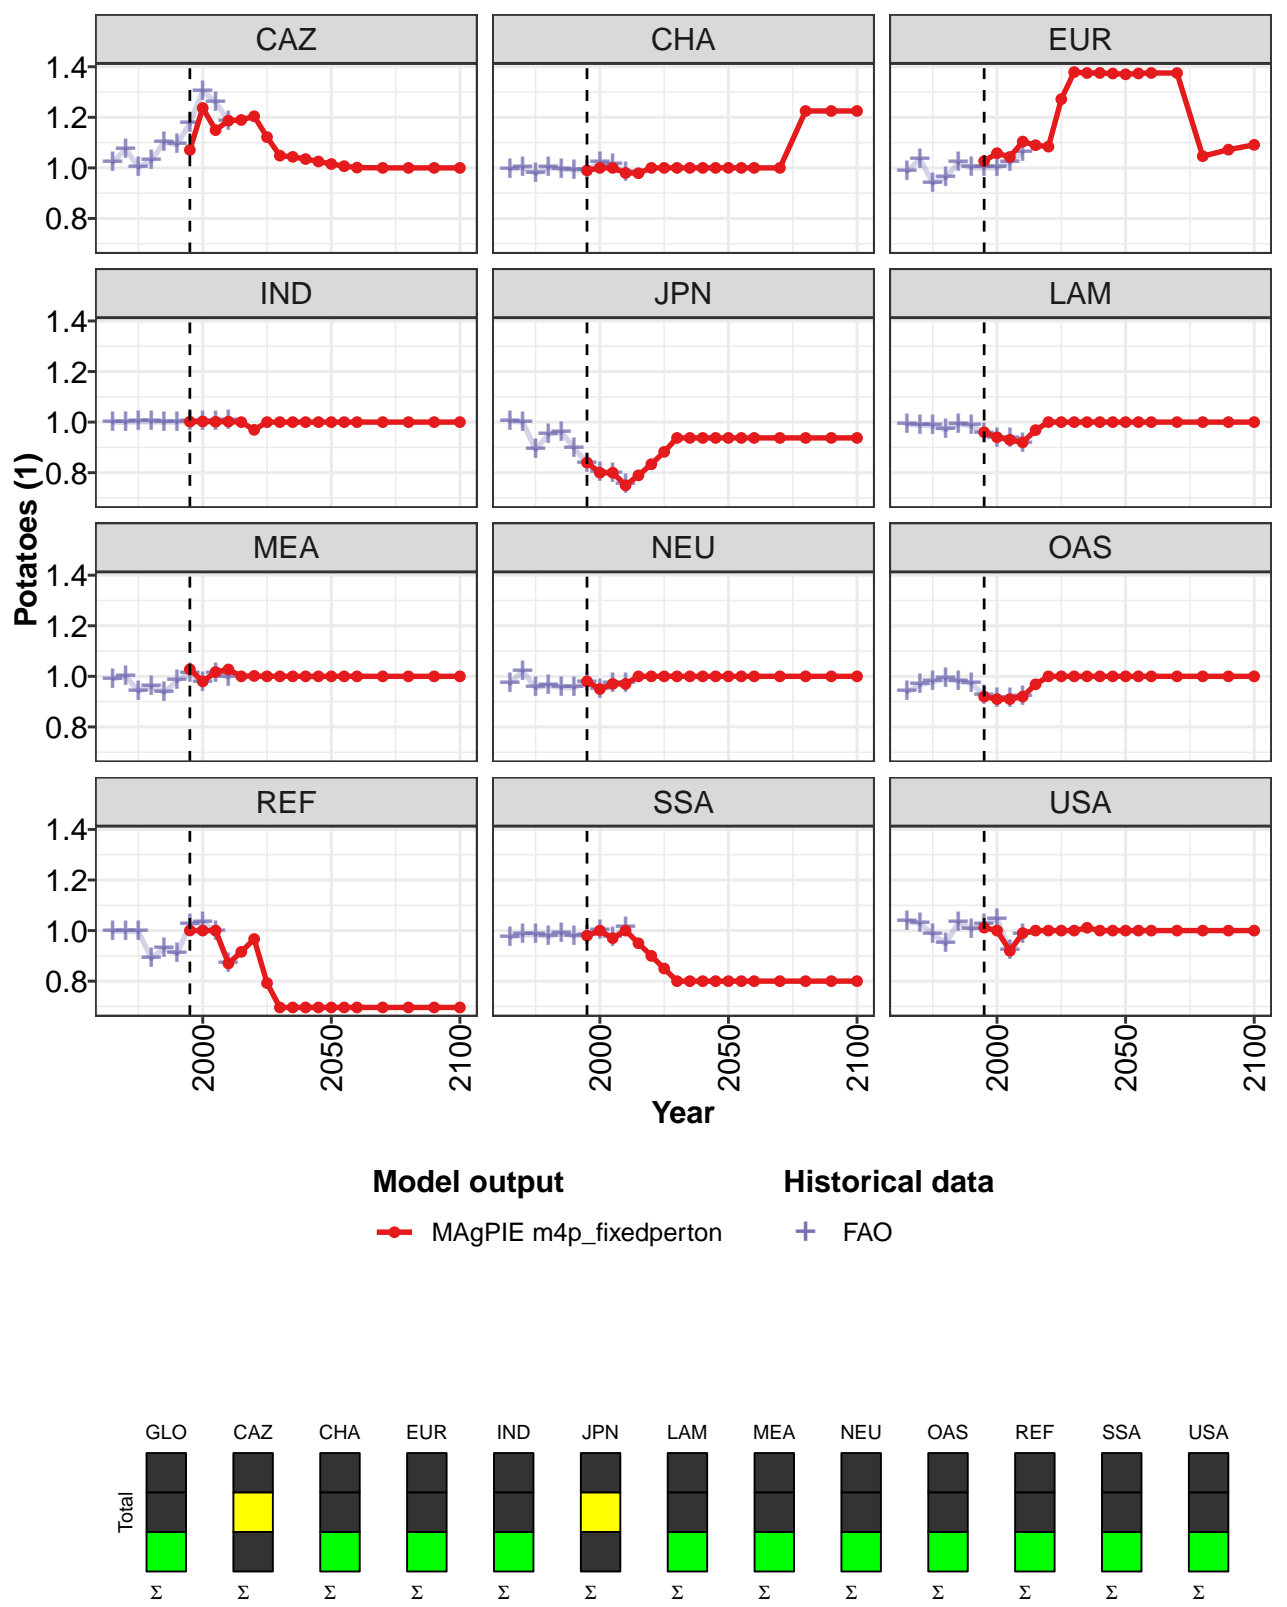 CAZ CHA EUR
1.4
1.2
1.0
0.8
IND JPN LAM
1.4
1.2
1.0
0.8
MEA NEU OAS
1.4
1.2
1.0
0.8
REF SSA USA
1.4
1.2
1.0
0.8
Potatoes (1)
2000 2050 2100 2000 2050 2100 2000 2050 2100
Year
Model output Historical data
MAgPIE m4p_fixedperton FAO
GLO CAZ CHA EUR IND JPN LAM MEA NEU OAS REF SSA USA
Total
Σ Σ Σ Σ Σ Σ Σ Σ Σ Σ Σ Σ Σ